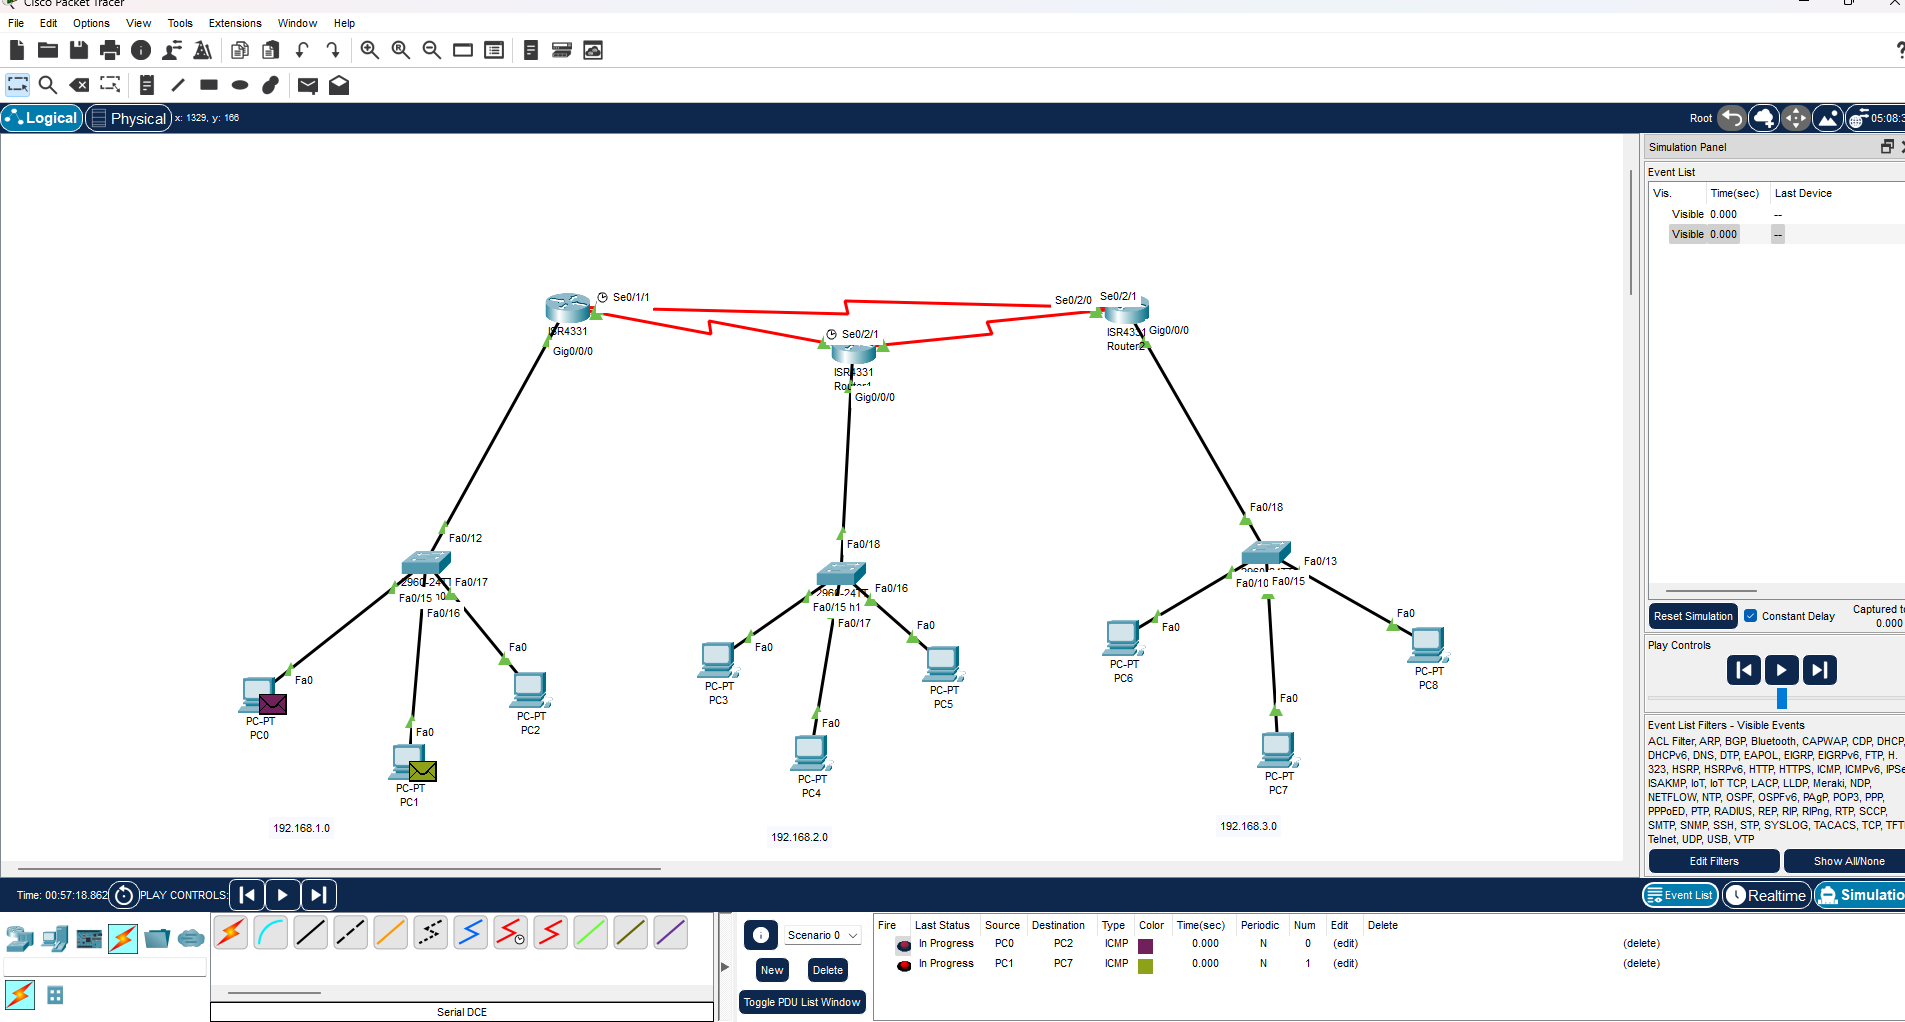 Cisco Packet Tracer
File Edit Options View Tools Extensions Window Help
Logical Physical x: 1329, y: 166 Root 05:08:3
Simulation Panel
Event List
Vis. Time(sec) Last Device
Visible 0.000 --
Visible 0.000 --
Se0/1/1
Se0/2/0 Se0/2/1
ISR4331
Gig0/0/0
Se0/2/1
ISR4331
Router1
Gig0/0/0
ISR4331 Gig0/0/0
Router2
Fa0/12
2960-24TT Fa0/17
Fa0/15 h0
Fa0/16
Fa0/18
2960-24TT Fa0/16
Fa0/15 h1
Fa0/17
Fa0/18
Fa0/13
2960-24TT
Fa0/10 Fa0/15
Fa0
PC-PT
PC0
Fa0
PC-PT
PC1
Fa0
PC-PT
PC2
Fa0
PC-PT
PC3
Fa0
PC-PT
PC4
Fa0
PC-PT
PC5
Fa0
PC-PT
PC6
Fa0
PC-PT
PC7
Fa0
PC-PT
PC8
192.168.1.0
192.168.2.0
192.168.3.0
Reset Simulation Constant Delay Captured to
0.000
Play Controls
Event List Filters - Visible Events
ACL Filter, ARP, BGP, Bluetooth, CAPWAP, CDP, DHCP,
DHCPv6, DNS, DTP, EAPOL, EIGRP, EIGRPv6, FTP, H.
323, HSRP, HSRPv6, HTTP, HTTPS, ICMP, ICMPv6, IPSe
ISAKMP, IoT, IoT TCP, LACP, LLDP, Meraki, NDP,
NETFLOW, NTP, OSPF, OSPFv6, PAgP, POP3, PPP,
PPPoED, PTP, RADIUS, REP, RIP, RIPng, RTP, SCCP,
SMTP, SNMP, SSH, STP, SYSLOG, TACACS, TCP, TFTI
Telnet, UDP, USB, VTP
Edit Filters Show All/None
Time: 00:57:18.862 PLAY CONTROLS: Event List Realtime Simulatio
Scenario 0
New Delete
Toggle PDU List Window
Fire Last Status Source Destination Type Color Time(sec) Periodic Num Edit Delete
In Progress PC0 PC2 ICMP 0.000 N 0 (edit) (delete)
In Progress PC1 PC7 ICMP 0.000 N 1 (edit) (delete)
Serial DCE